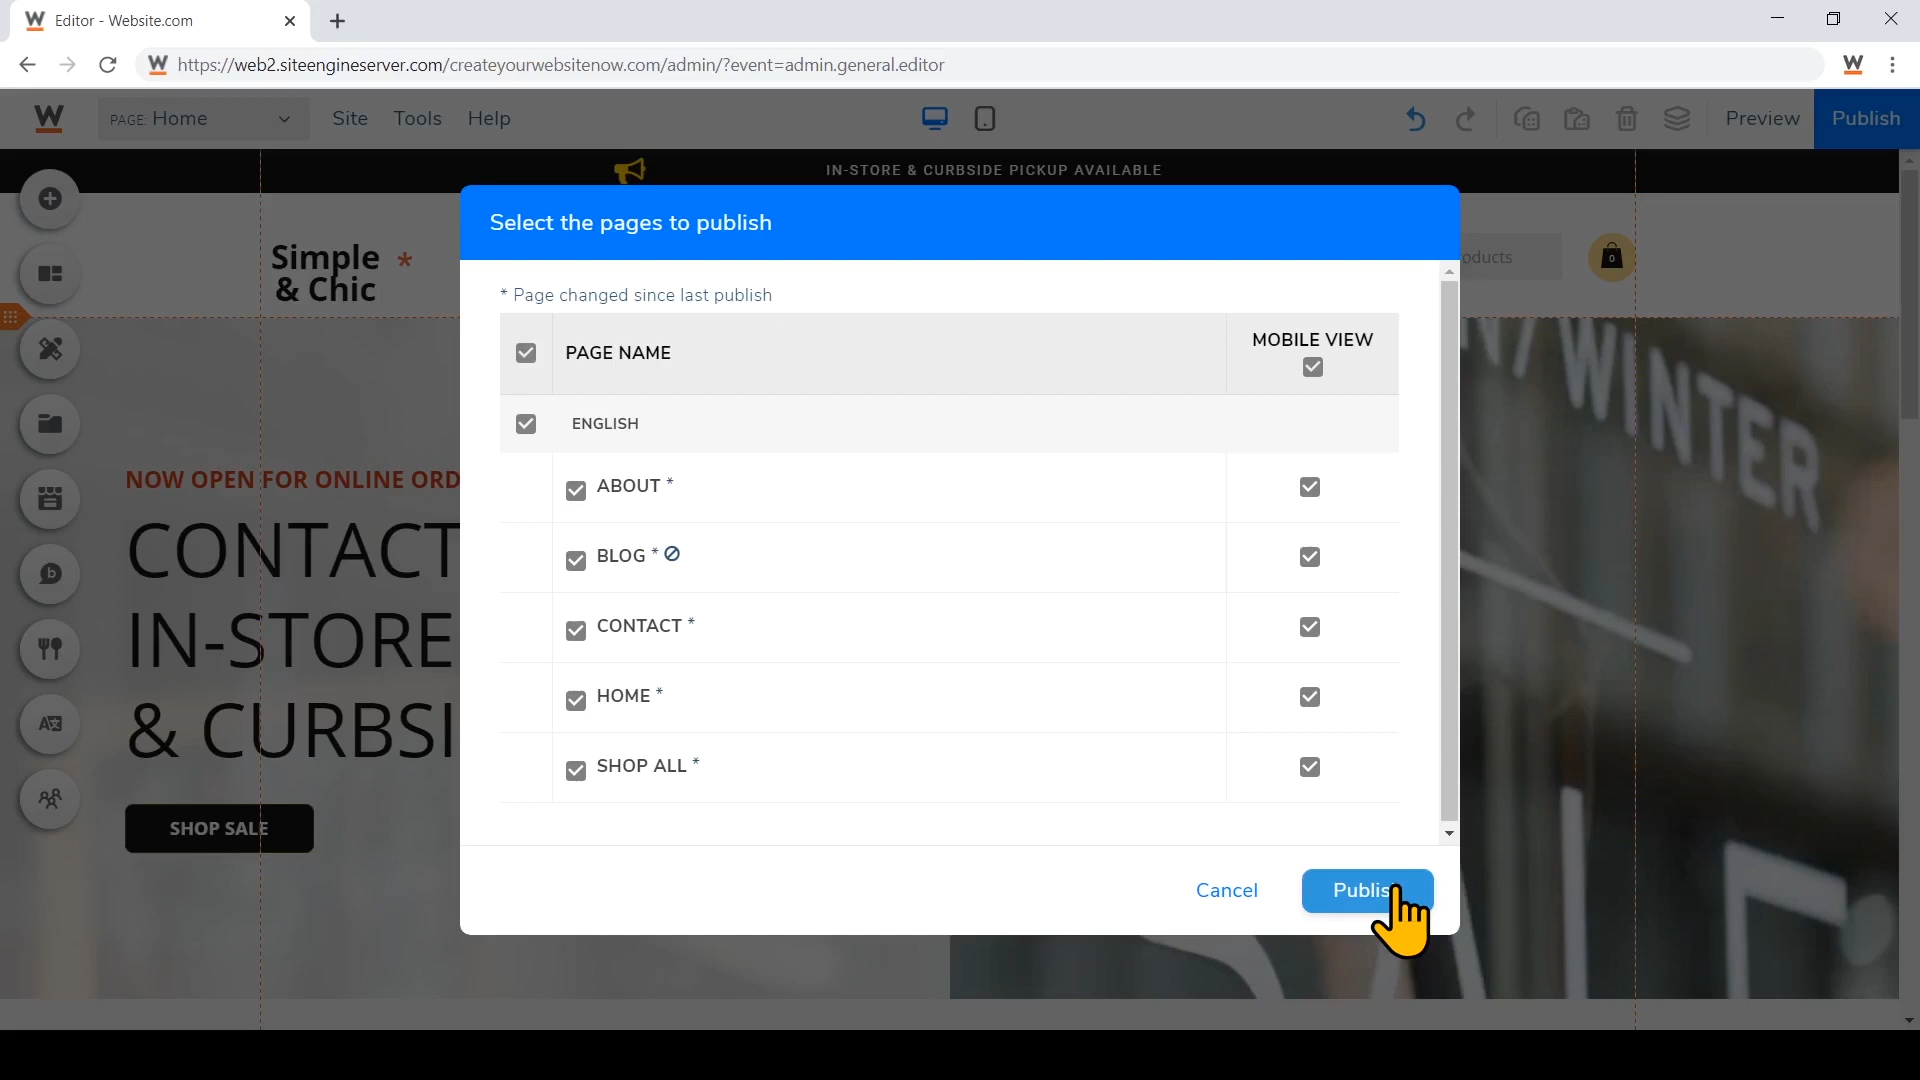 Editor - Website.com
https://web2.siteengineserver.com/createyourwebsitenow.com/admin/?event=admin.general.editor
PAGE: Home
Site
Tools
Help
Preview
Publish
IN-STORE & CURBSIDE PICKUP AVAILABLE
Simple *
& Chic
oducts
0
Select the pages to publish
* Page changed since last publish
PAGE NAME
MOBILE VIEW
ENGLISH
ABOUT *
BLOG *
CONTACT *
HOME *
SHOP ALL *
Cancel
Publis
NOW OPEN FOR ONLINE ORD
CONTACT
IN-STORE
& CURBSI
SHOP SALE
WINTER